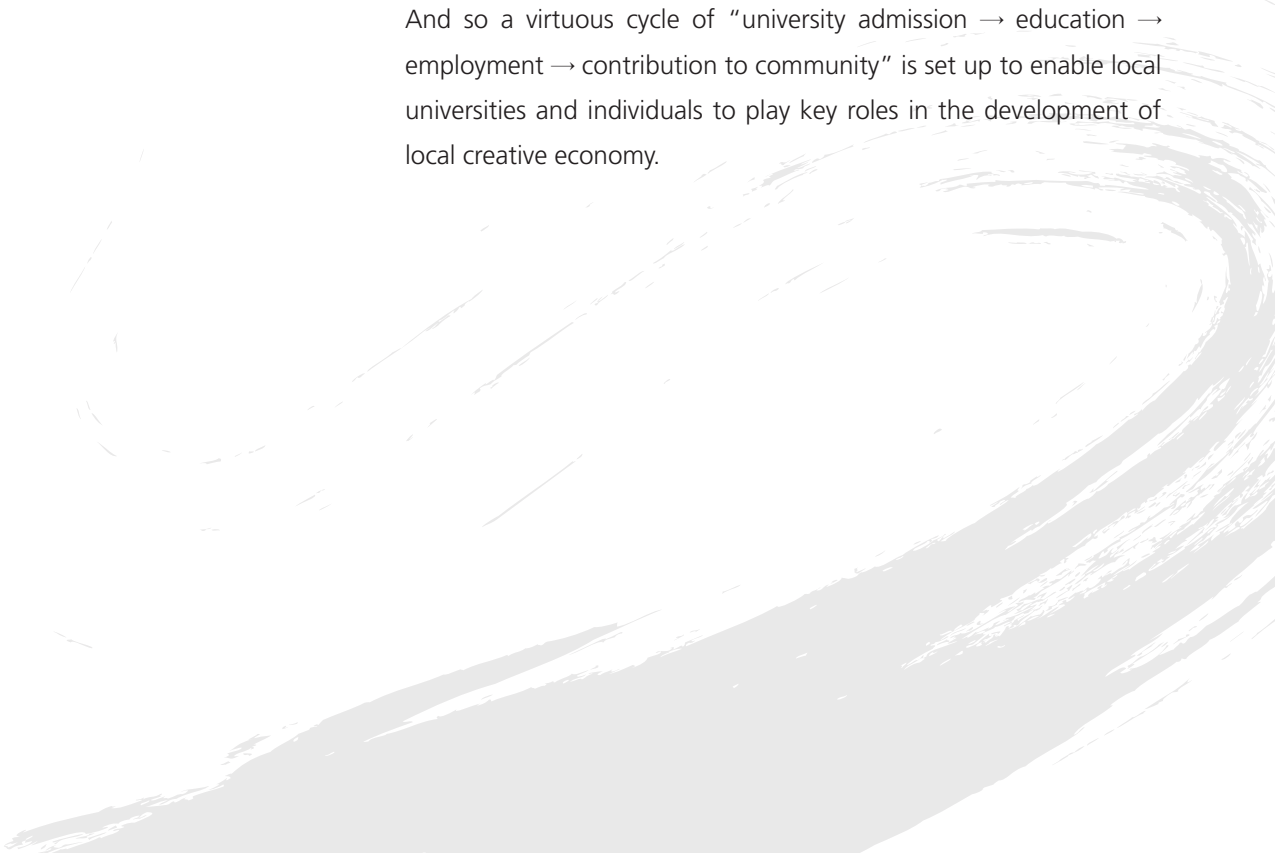 And so a virtuous cycle of “university admission → education →
employment → contribution to community” is set up to enable local
universities and individuals to play key roles in the development of
local creative economy.